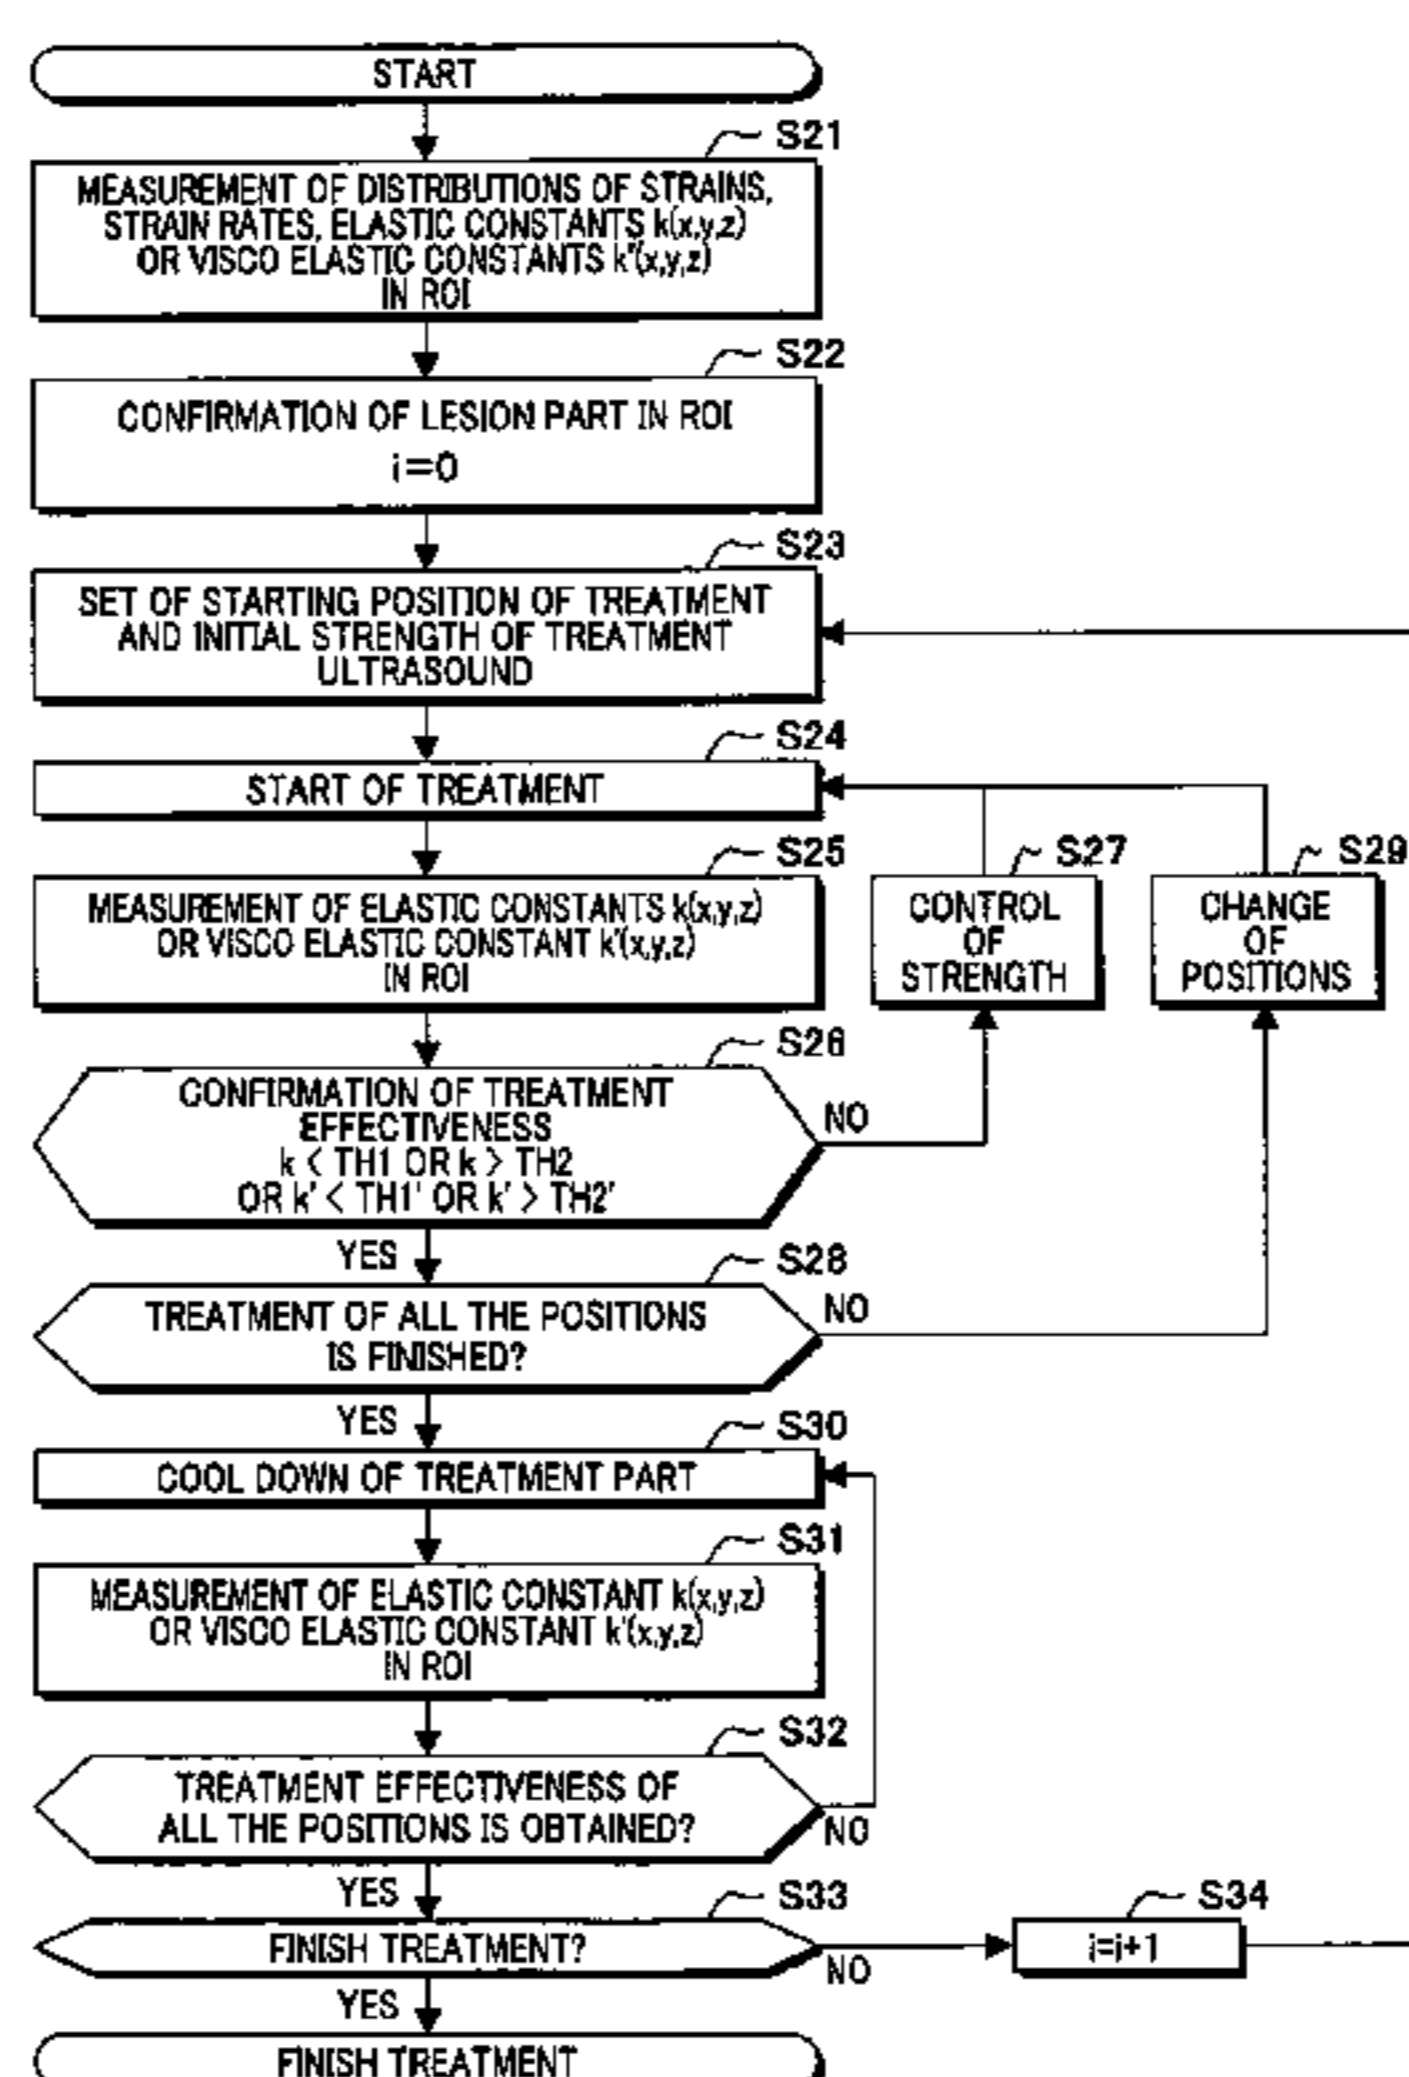 START
S21
MEASUREMENT OF DISTRIBUTIONS OF STRAINS,
STRAIN RATES, ELASTIC CONSTANTS k(x,y,z)
OR VISCO ELASTIC CONSTANTS k"(x,y,z)
IN ROI
S22
CONFIRMATION OF LESION PART IN ROI
i=0
S23
SET OF STARTING POSITION OF TREATMENT
AND INITIAL STRENGTH OF TREATMENT
ULTRASOUND
S24
START OF TREATMENT
S25
MEASUREMENT OF ELASTIC CONSTANTS k(x,y,z)
OR VISCO ELASTIC CONSTANT k'(x,y,z)
IN ROI
S27
CONTROL
OF
STRENGTH
S29
CHANGE
OF
POSITIONS
S26
CONFIRMATION OF TREATMENT
EFFECTIVENESS
k < TH1 OR k > TH2
OR k' < TH1' OR k' > TH2'
NO
YES
S28
TREATMENT OF ALL THE POSITIONS
IS FINISHED?
NO
YES
S30
COOL DOWN OF TREATMENT PART
S31
MEASUREMENT OF ELASTIC CONSTANT k(x,y,z)
OR VISCO ELASTIC CONSTANT k'(x,y,z)
IN ROI
S32
TREATMENT EFFECTIVENESS OF
ALL THE POSITIONS IS OBTAINED?
NO
YES
S33
FINISH TREATMENT?
NO
S34
i=i+1
YES
FINISH TREATMENT